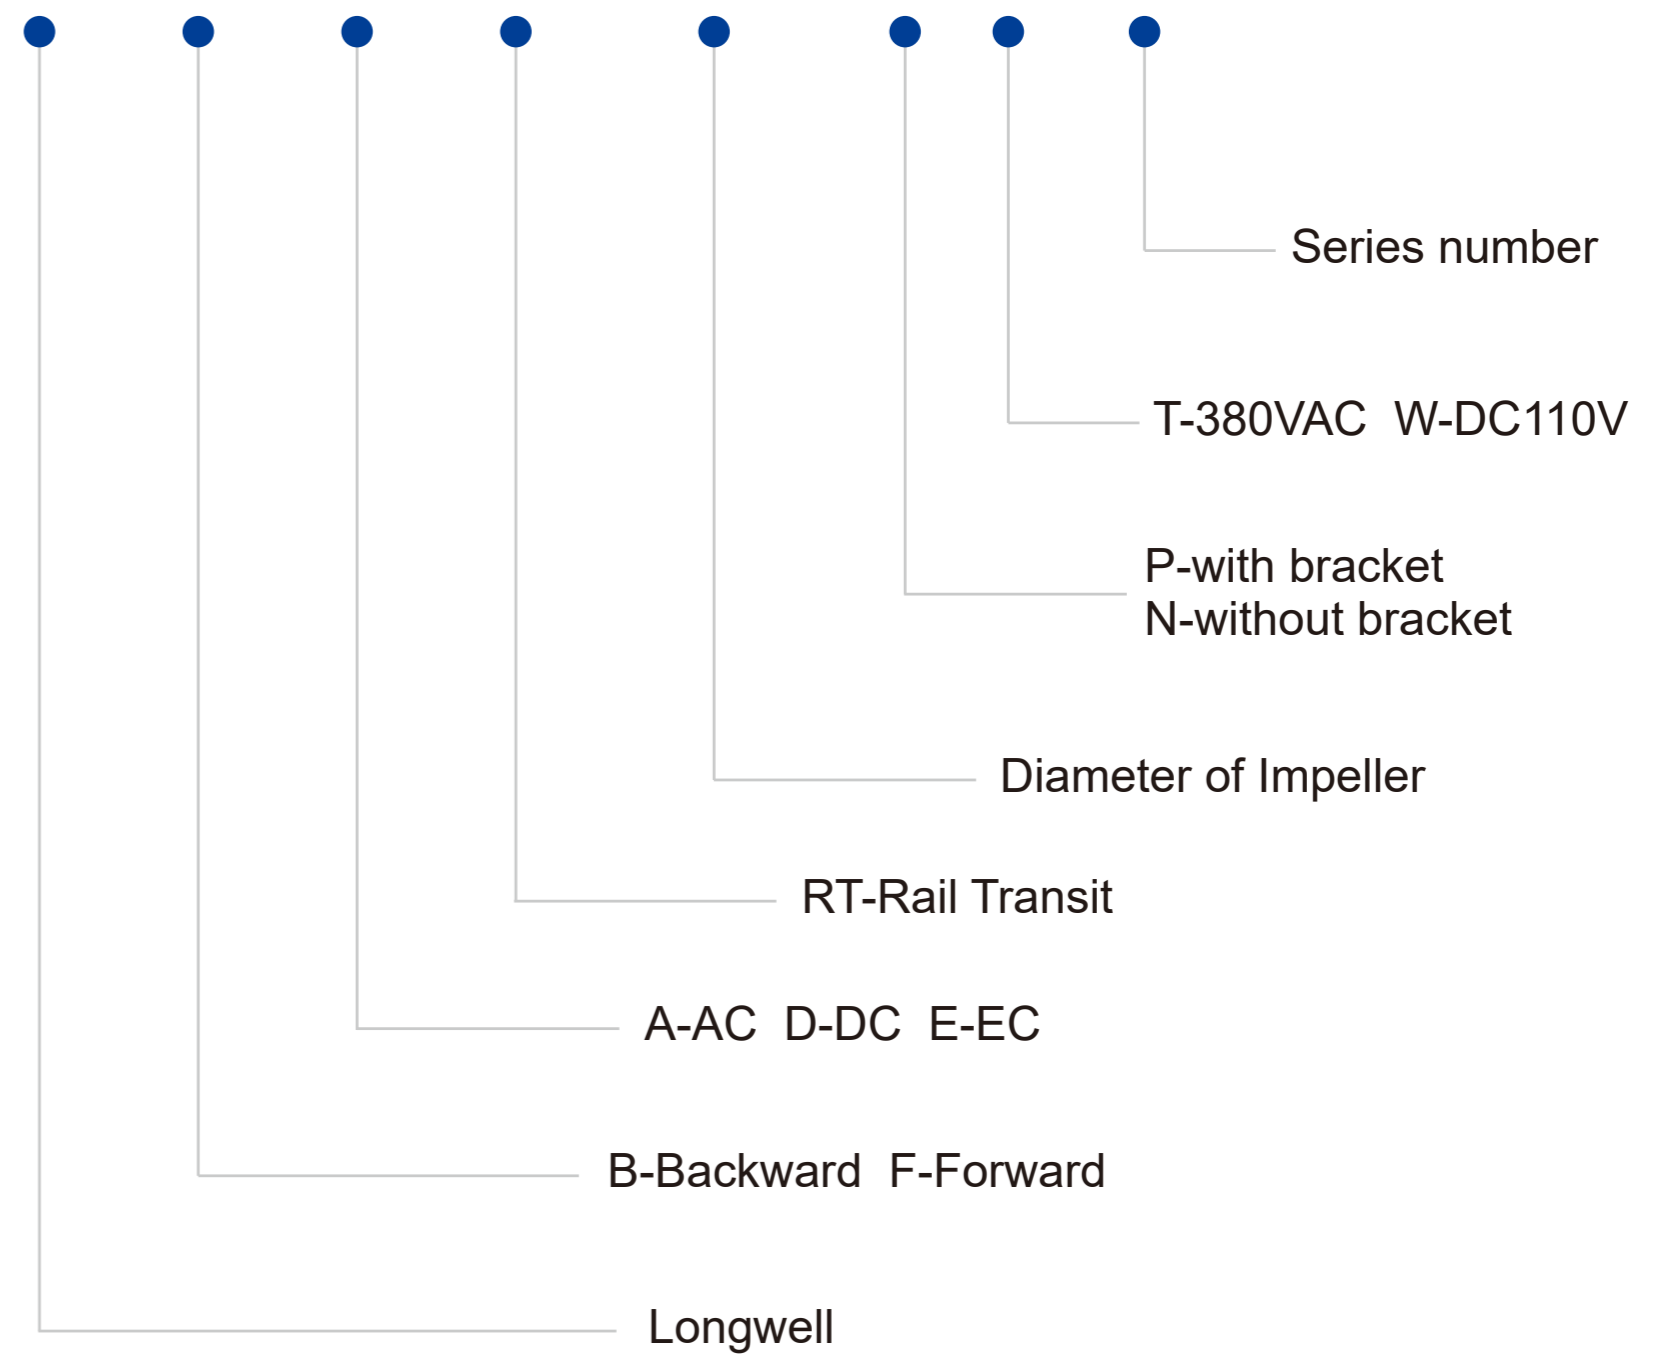 Series number
T-380VAC W-DC110V
P-with bracket
N-without bracket
Diameter of Impeller
RT-Rail Transit
A-AC D-DC E-EC
B-Backward F-Forward
Longwell